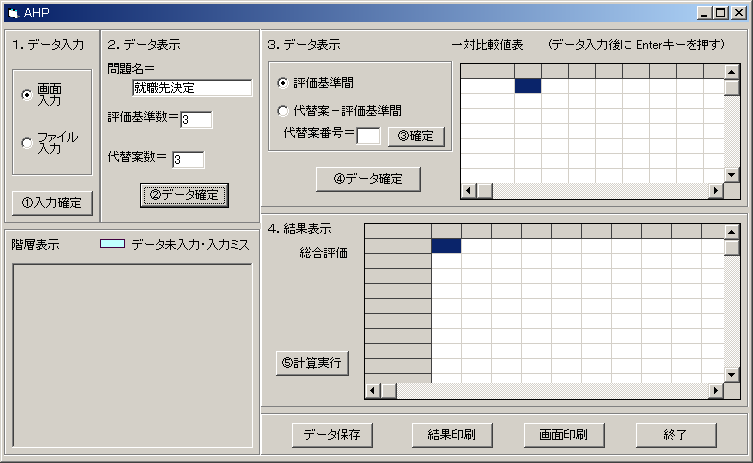 AHP
1. データ入力
画面
入力
ファイル
入力
①入力確定
2. データ表示
問題名＝
就職先決定
評価基準数＝3
代替案数＝ 3
②データ確定
3. データ表示
評価基準間
代替案－評価基準間
代替案番号＝
③確定
④データ確定
→対比較値表 (データ入力後に Enterキーを押す)
階層表示 データ未入力・入力ミス
4. 結果表示
総合評価
⑤計算実行
データ保存 結果印刷 画面印刷 終了